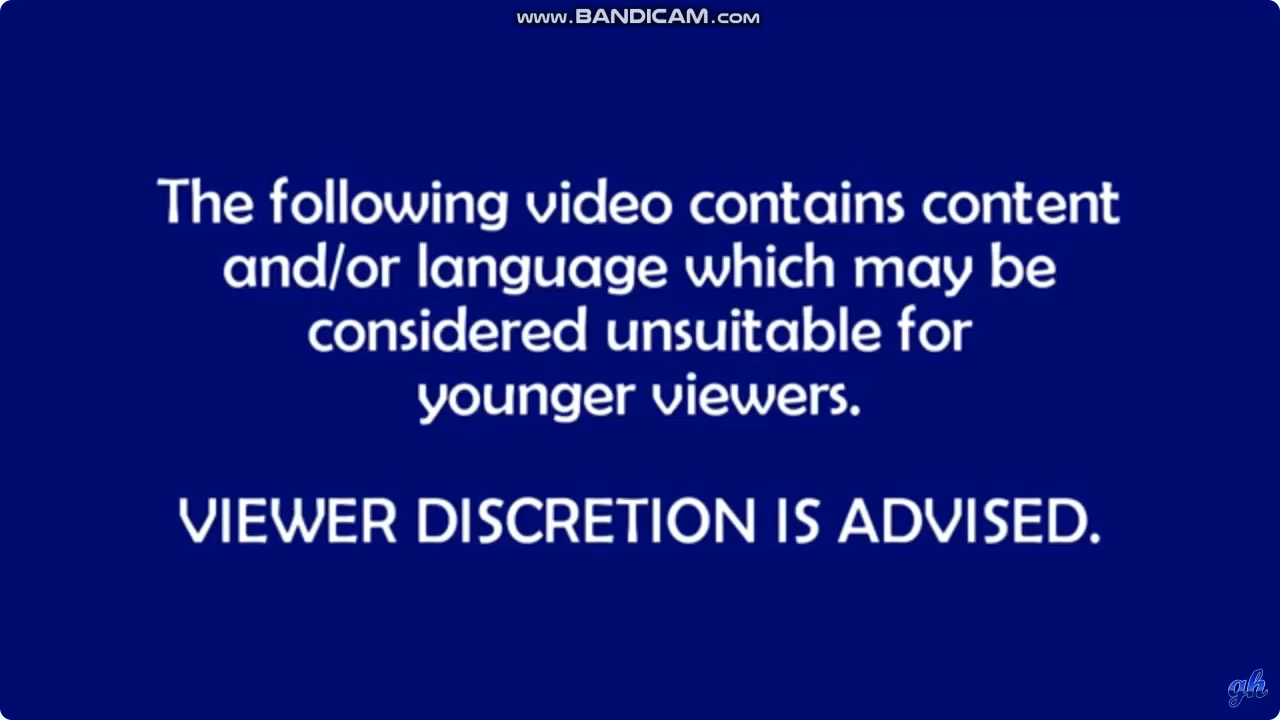 www.BANDICAM.com
The following video contains content
and/or language which may be
considered unsuitable for
younger viewers.
VIEWER DISCRETION IS ADVISED.
gh